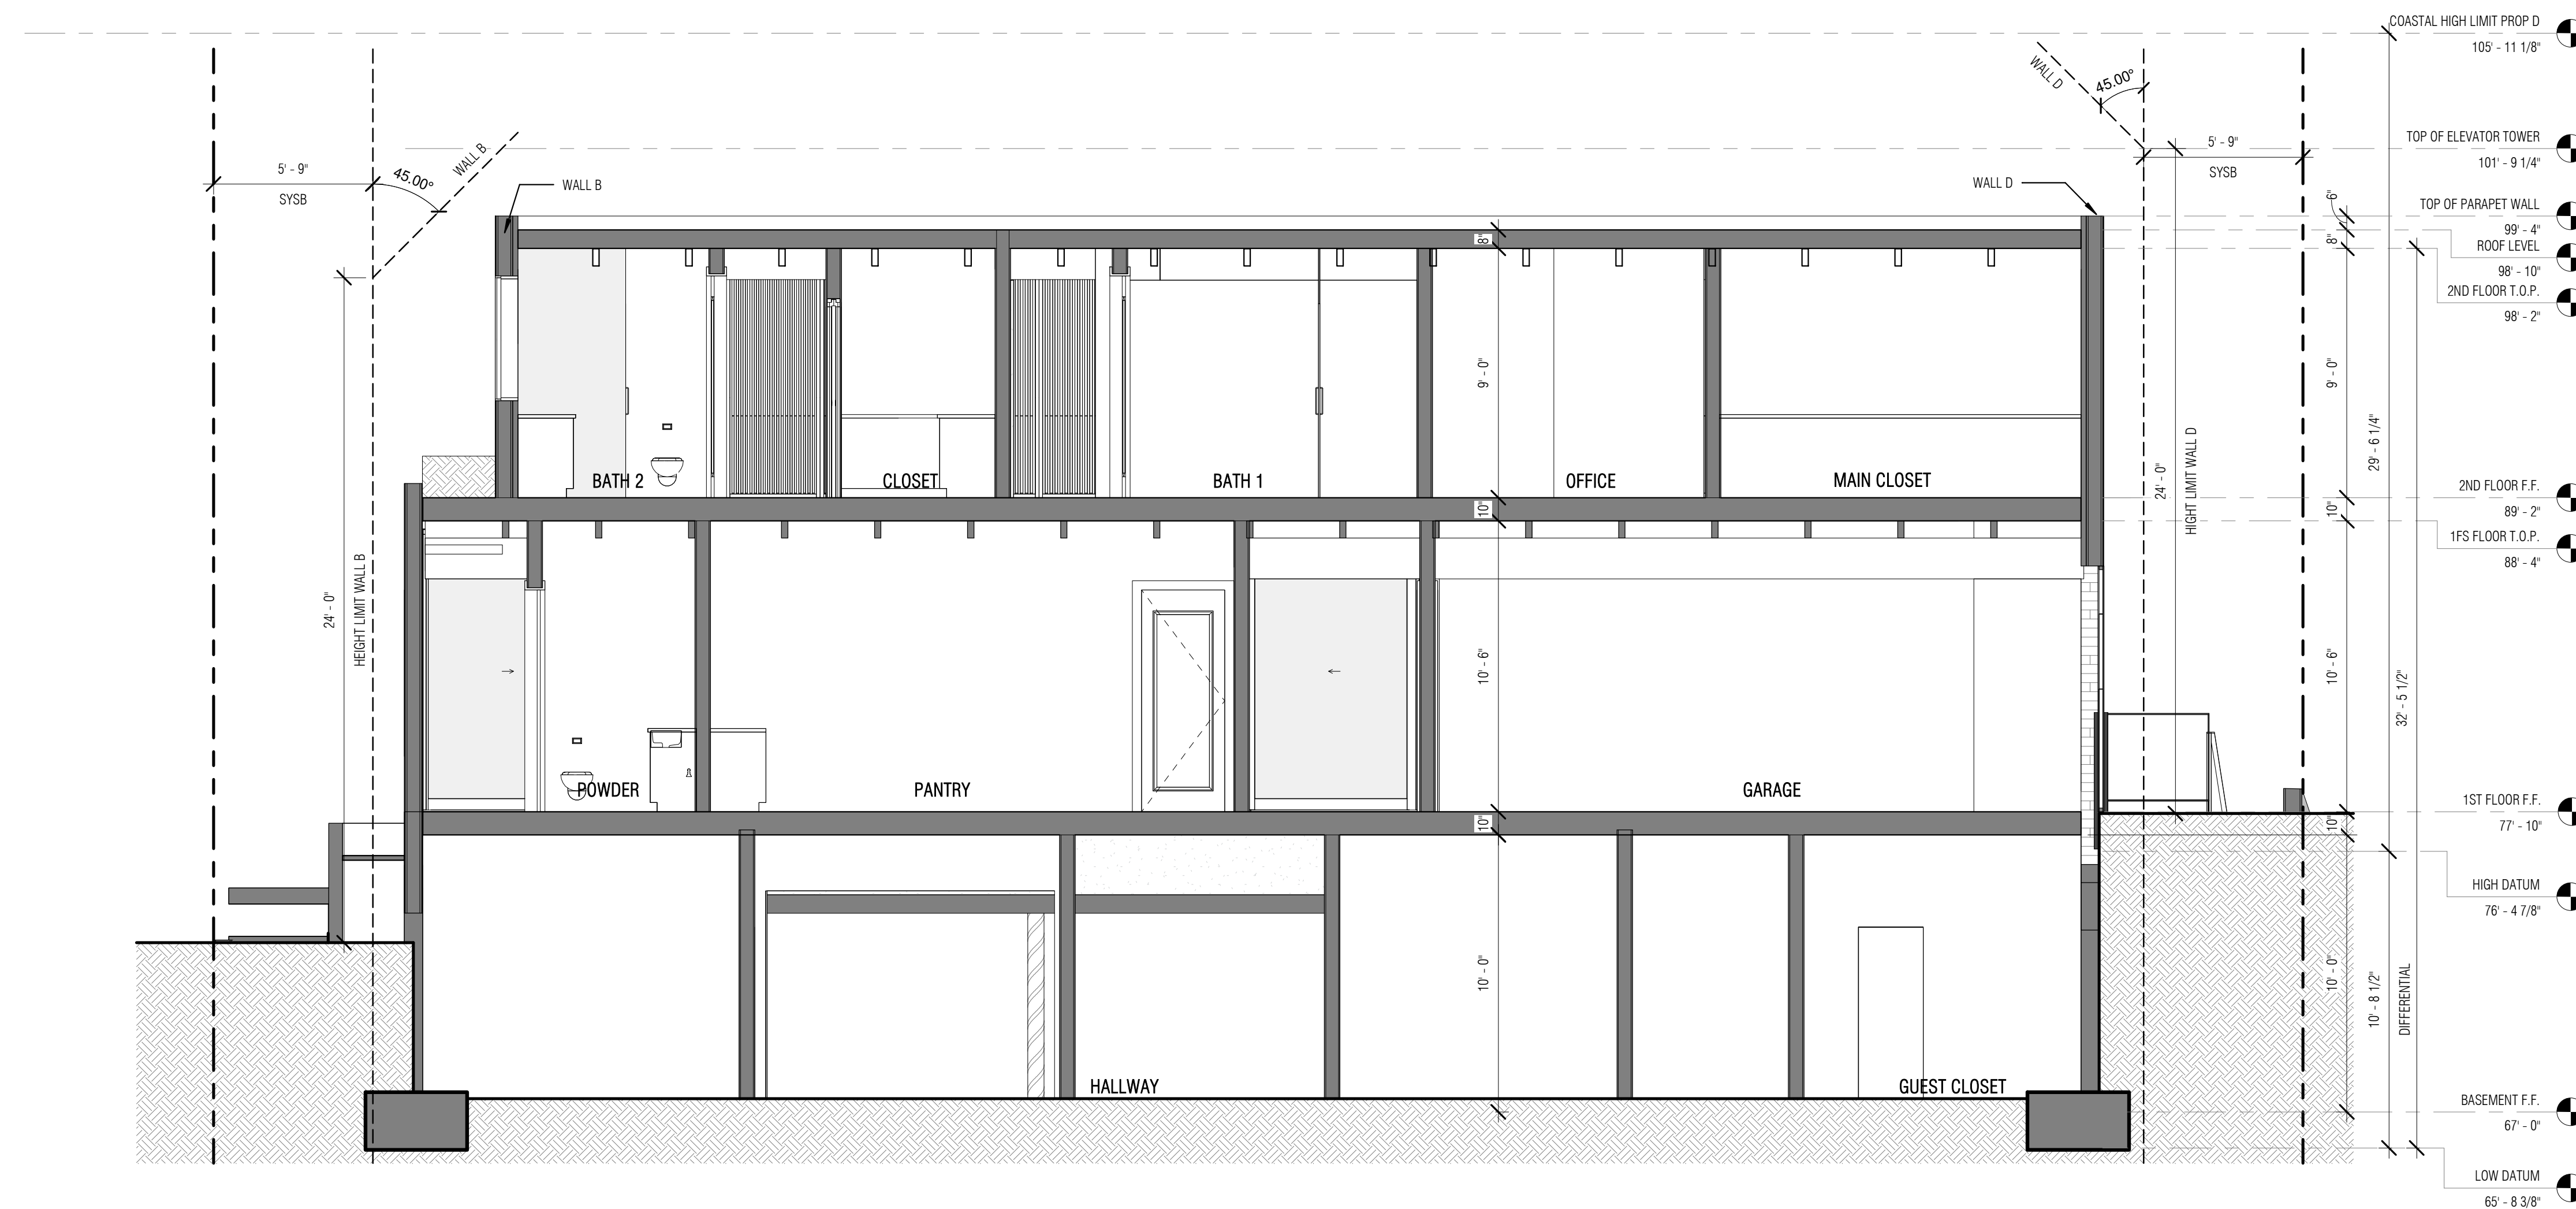 COASTAL HIGH LIMIT PROP D
105' - 11 1/8"
WALL D
45.00°
TOP OF ELEVATOR TOWER
101' - 9 1/4"
5' - 9"
SYSB
WALL B
45.00°
5' - 9"
SYSB
WALL B
WALL D
6"
TOP OF PARAPET WALL
99' - 4"
8"
8"
ROOF LEVEL
98' - 10"
2ND FLOOR T.O.P.
98' - 2"
9' - 0"
9' - 0"
29' - 6 1/4"
24' - 0"
HIGHT LIMIT WALL D
BATH 2
CLOSET
BATH 1
OFFICE
MAIN CLOSET
2ND FLOOR F.F.
89' - 2"
10"
10"
1FS FLOOR T.O.P.
88' - 4"
24' - 0"
HEIGHT LIMIT WALL B
10' - 6"
10' - 6"
32' - 5 1/2"
POWDER
PANTRY
GARAGE
1ST FLOOR F.F.
77' - 10"
10"
10"
HIGH DATUM
76' - 4 7/8"
10' - 0"
10' - 0"
10' - 8 1/2"
DIFFERENTIAL
HALLWAY
GUEST CLOSET
BASEMENT F.F.
67' - 0"
LOW DATUM
65' - 8 3/8"